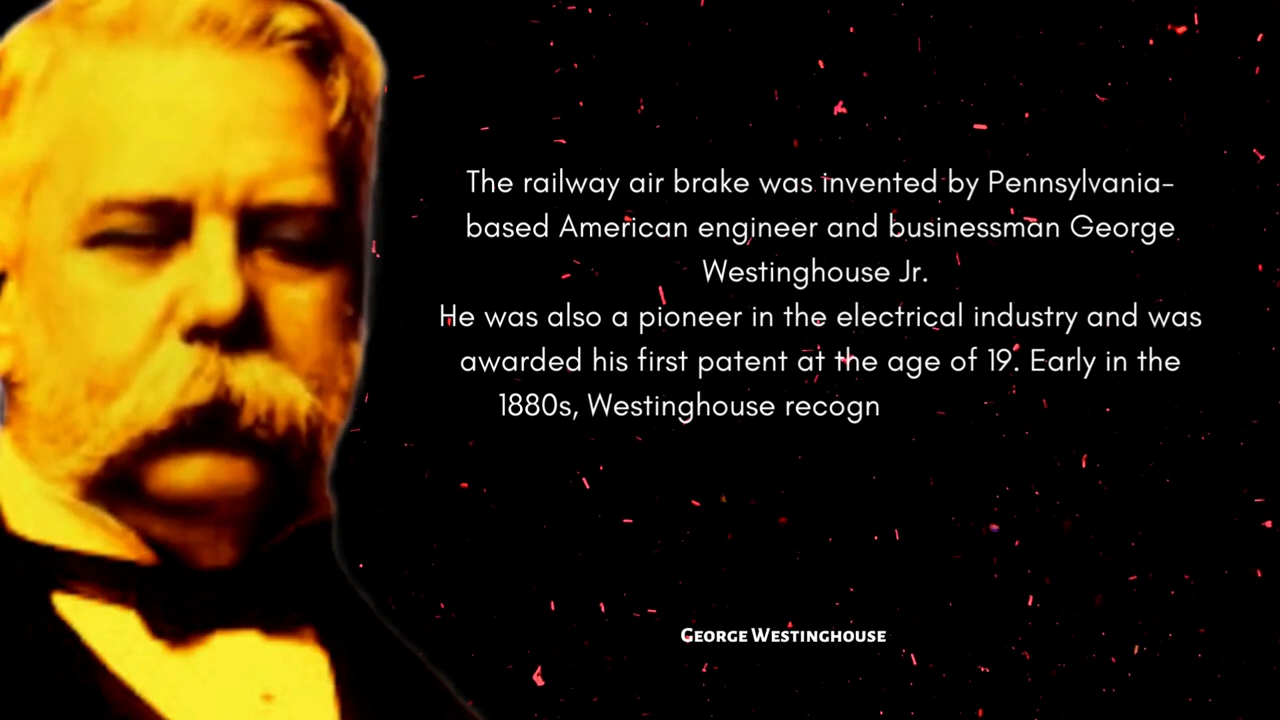 The railway air brake was invented by Pennsylvania-
based American engineer and businessman George
Westinghouse Jr.
He was also a pioneer in the electrical industry and was
awarded his first patent at the age of 19. Early in the
1880s, Westinghouse recogn
George Westinghouse